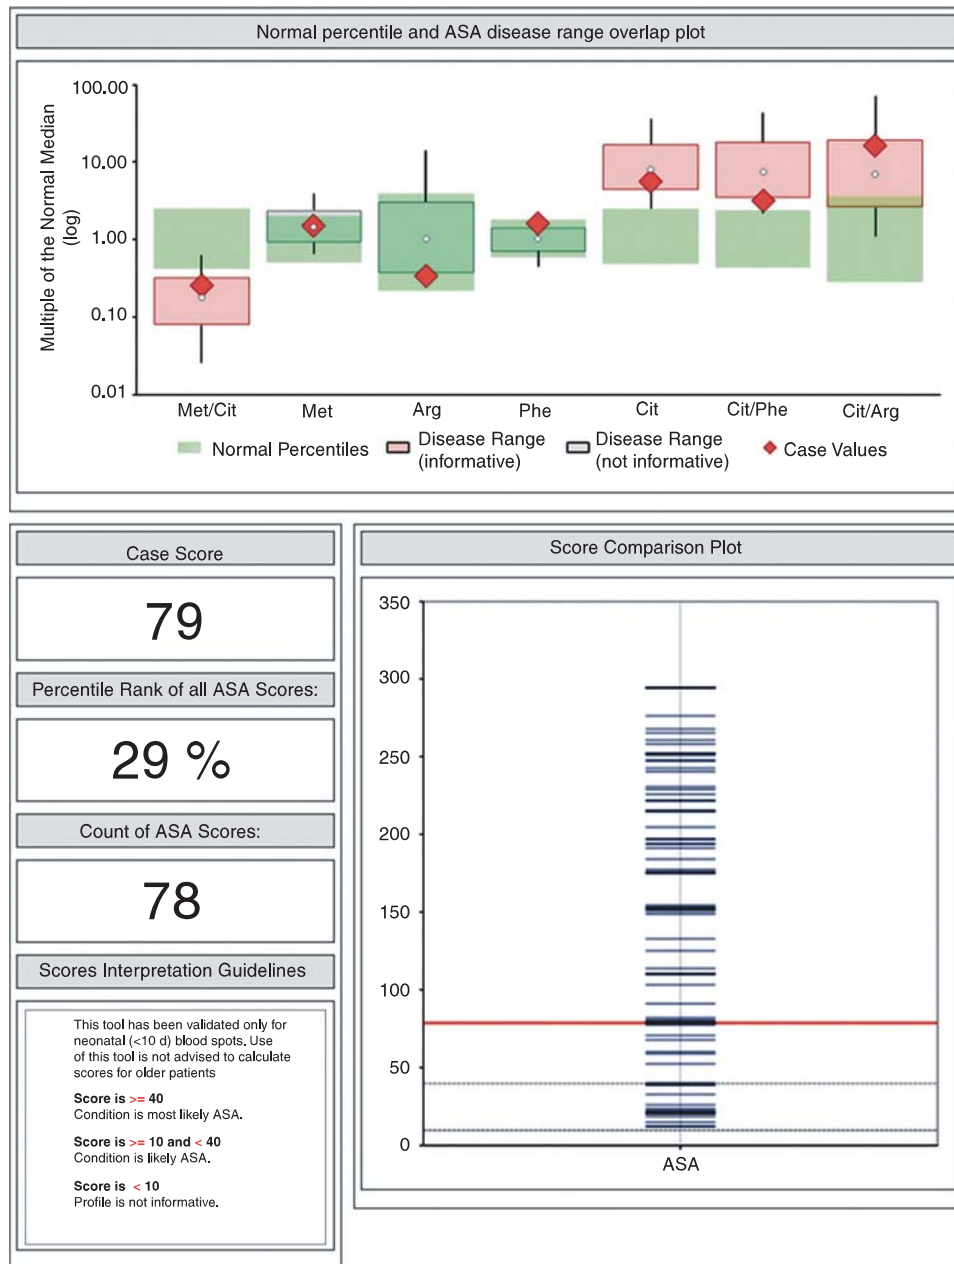 Normal percentile and ASA disease range overlap plot
Multiple of the Normal Median
(log)
100.00
10.00
1.00
0.10
0.01
Met/Cit
Met
Arg
Phe
Cit
Cit/Phe
Cit/Arg
Normal Percentiles
Disease Range
(informative)
Disease Range
(not informative)
Case Values
Case Score
79
Percentile Rank of all ASA Scores:
29 %
Count of ASA Scores:
78
Scores Interpretation Guidelines
This tool has been validated only for
neonatal (<10 d) blood spots. Use
of this tool is not advised to calculate
scores for older patients
Score is >= 40
Condition is most likely ASA.
Score is >= 10 and < 40
Condition is likely ASA.
Score is < 10
Profile is not informative.
Score Comparison Plot
350
300
250
200
150
100
50
0
ASA